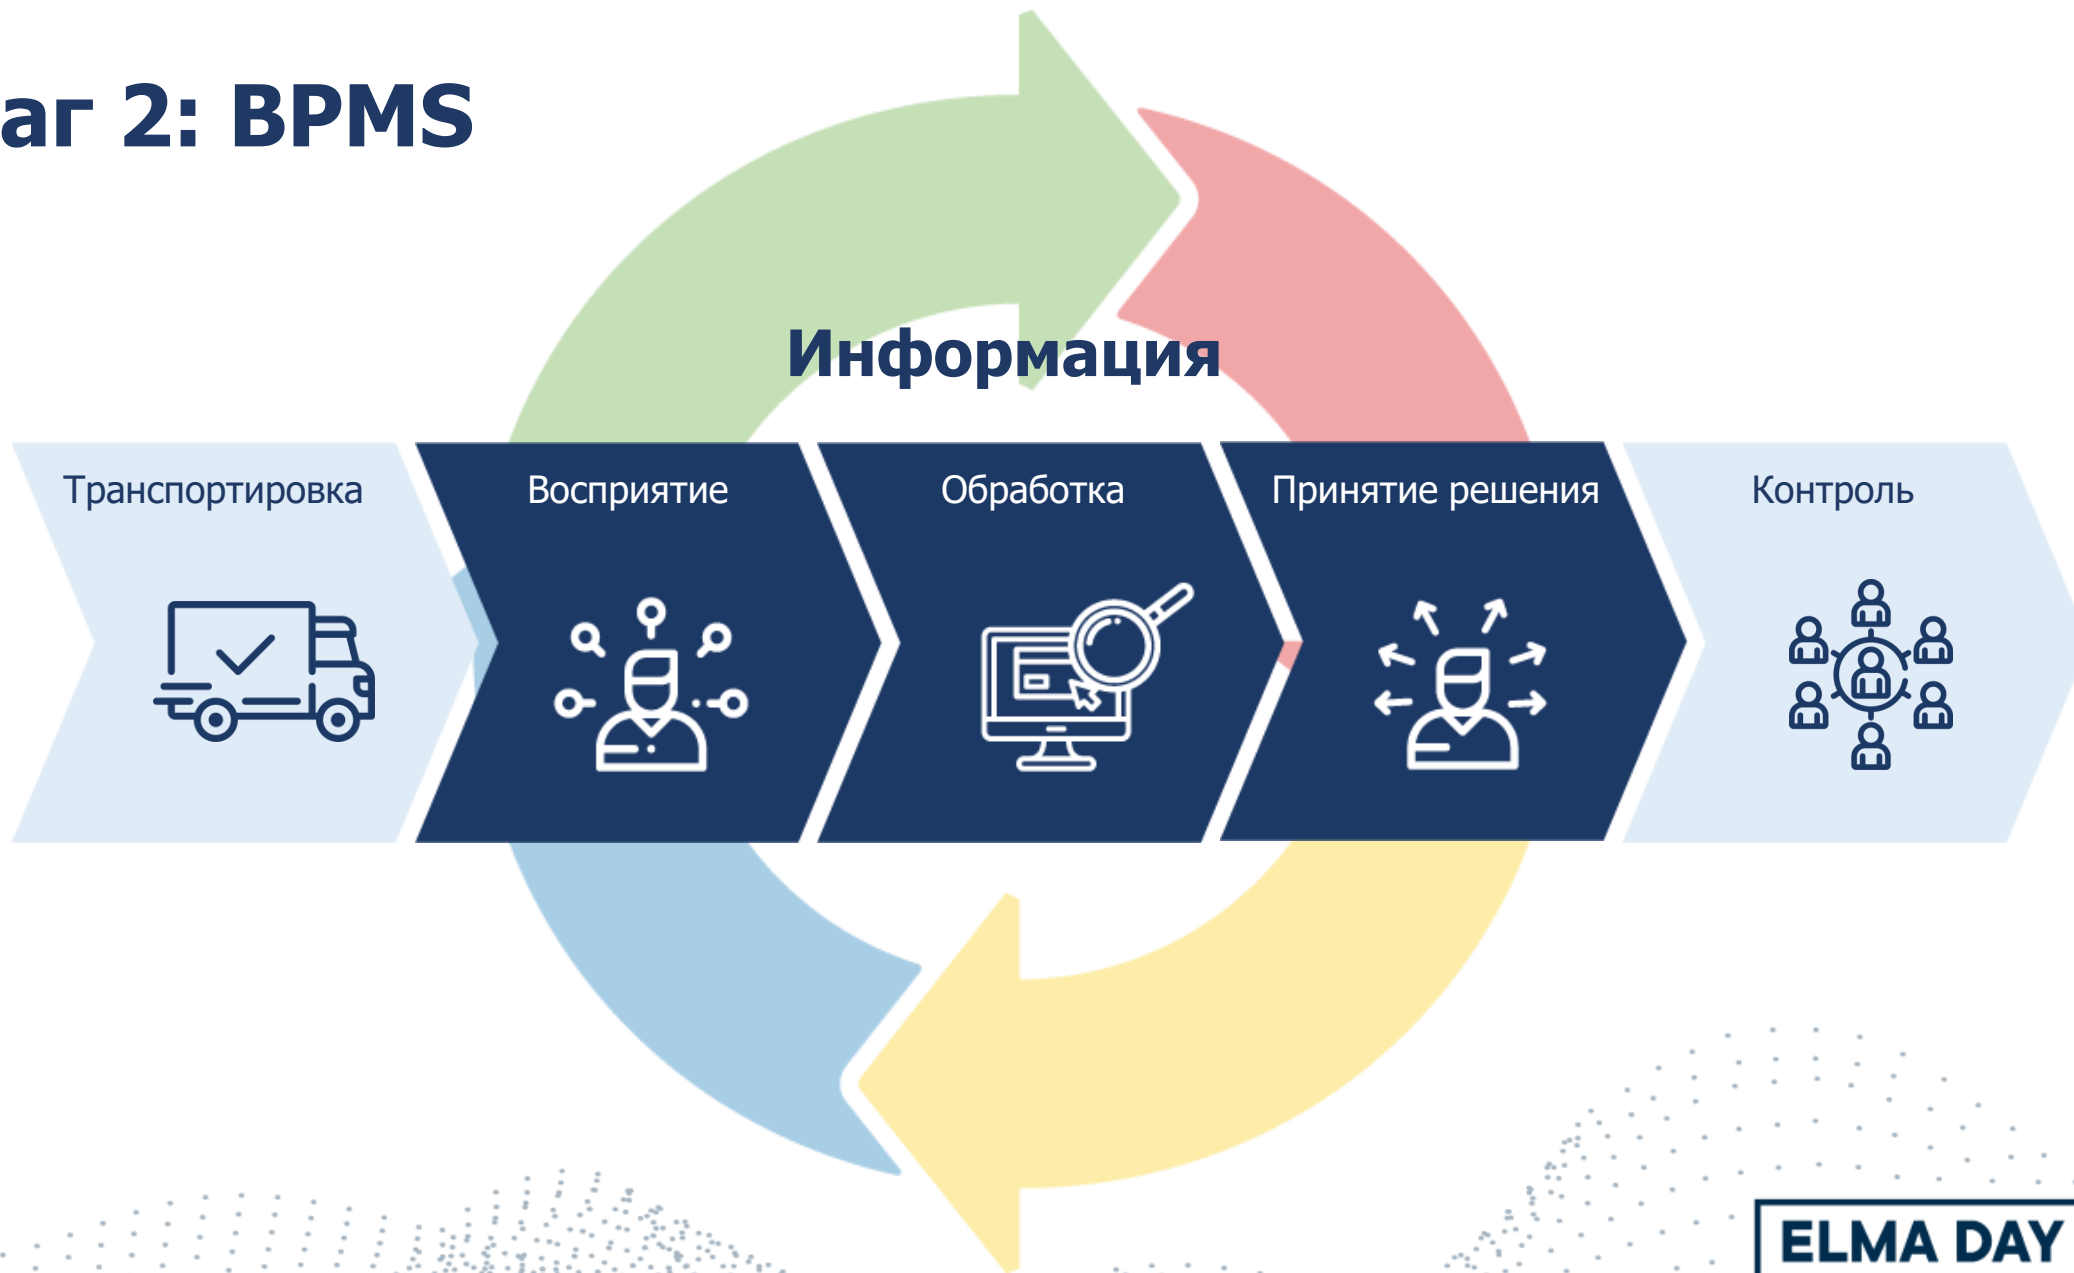 аг 2: BPMS
Информация
Транспортировка
Восприятие
Обработка
Принятие решения
Контроль
ELMA DAY